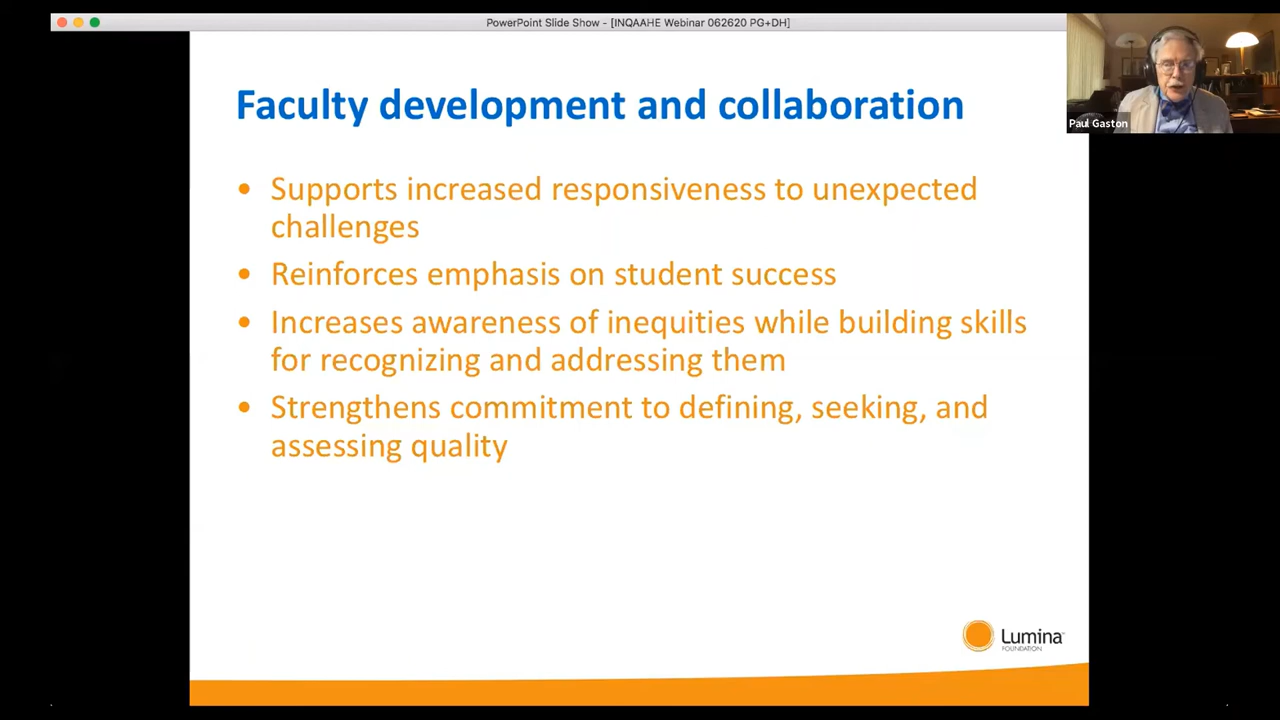 PowerPoint Slide Show - [INQAAHE Webinar 062620 PG+DH]
Paul Gaston
Faculty development and collaboration
• Supports increased responsiveness to unexpected
challenges
• Reinforces emphasis on student success
• Increases awareness of inequities while building skills
for recognizing and addressing them
• Strengthens commitment to defining, seeking, and
assessing quality
Lumina
FOUNDATION